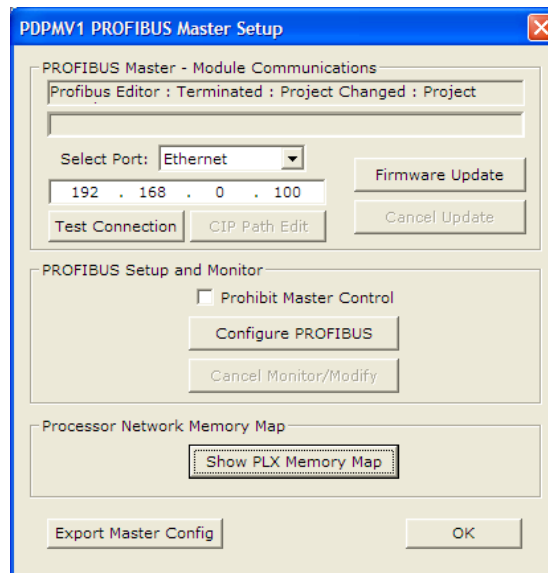 PDPMV1 PROFIBUS Master Setup
PROFIBUS Master - Module Communications
Profibus Editor : Terminated : Project Changed : Project
Select Port: Ethernet
Firmware Update
192 . 168 . 0 . 100
Test Connection CIP Path Edit Cancel Update
PROFIBUS Setup and Monitor
Prohibit Master Control
Configure PROFIBUS
Cancel Monitor/Modify
Processor Network Memory Map
Show PLX Memory Map
Export Master Config OK